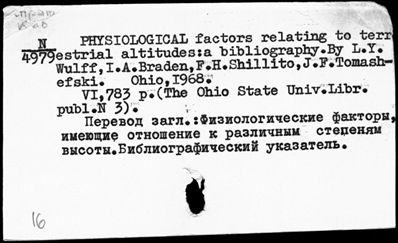 N PHYSIOLOGICAL factors relating to terr
4979 estrial altitudes:a bibliography.By L.Y.
Wulff,I.A.Braden,F.H.Shillito,J.F.Tomash-
efski. Ohio,I968.
VI,783 p.(The Ohio State Univ.Libr.
publ.N 3).
Перевод загл.:Физиологические факторы,
имеющие отношение к различным степеням
высоты.Библиографический указатель.
16